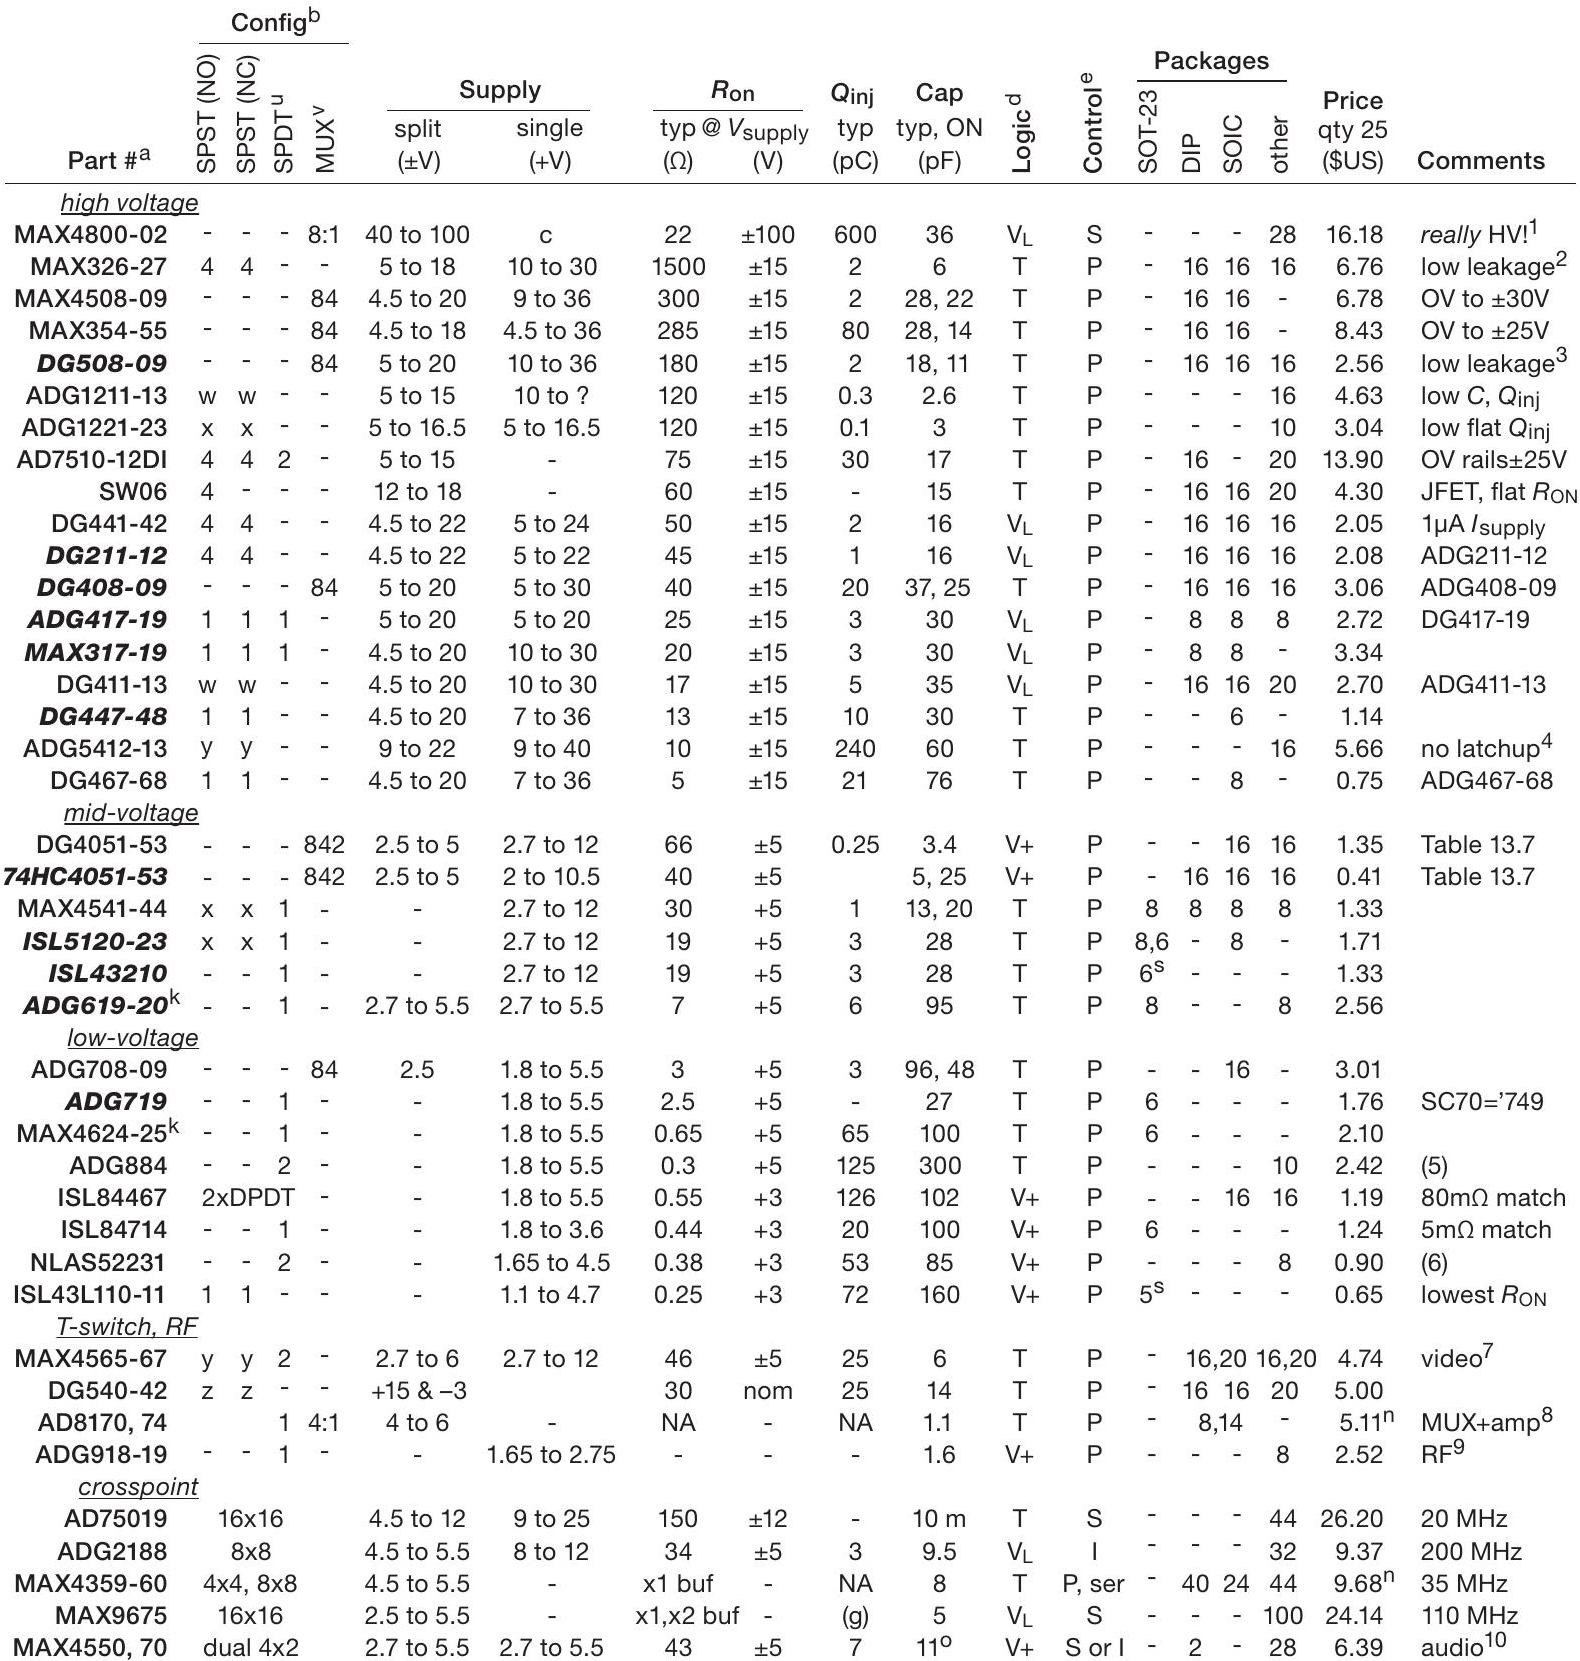 Config^b
Packages
Supply R_on Q_inj Cap Price
SPST (NO) SPST (NC) SPDT^u MUX^v split single typ @ V_supply typ typ, ON Logic^d Control^e SOT-23 DIP SOIC other qty 25
Part #^a (±V) (+V) (Ω) (V) (pC) (pF) ($US) Comments
high voltage
MAX4800-02 - - - 8:1 40 to 100 c 22 ±100 600 36 V_L S - - - 28 16.18 really HV!^1
MAX326-27 4 4 - - 5 to 18 10 to 30 1500 ±15 2 6 T P - 16 16 16 6.76 low leakage^2
MAX4508-09 - - - 84 4.5 to 20 9 to 36 300 ±15 2 28, 22 T P - 16 16 - 6.78 OV to ±30V
MAX354-55 - - - 84 4.5 to 18 4.5 to 36 285 ±15 80 28, 14 T P - 16 16 - 8.43 OV to ±25V
DG508-09 - - - 84 5 to 20 10 to 36 180 ±15 2 18, 11 T P - 16 16 16 2.56 low leakage^3
ADG1211-13 w w - - 5 to 15 10 to ? 120 ±15 0.3 2.6 T P - - - 16 4.63 low C, Q_inj
ADG1221-23 x x - - 5 to 16.5 5 to 16.5 120 ±15 0.1 3 T P - - - 10 3.04 low flat Q_inj
AD7510-12DI 4 4 2 - 5 to 15 - 75 ±15 30 17 T P - 16 - 20 13.90 OV rails±25V
SW06 4 - - - 12 to 18 - 60 ±15 - 15 T P - 16 16 20 4.30 JFET, flat R_ON
DG441-42 4 4 - - 4.5 to 22 5 to 24 50 ±15 2 16 V_L P - 16 16 16 2.05 1µA I_supply
DG211-12 4 4 - - 4.5 to 22 5 to 22 45 ±15 1 16 V_L P - 16 16 16 2.08 ADG211-12
DG408-09 - - - 84 5 to 20 5 to 30 40 ±15 20 37, 25 T P - 16 16 16 3.06 ADG408-09
ADG417-19 1 1 1 - 5 to 20 5 to 20 25 ±15 3 30 V_L P - 8 8 8 2.72 DG417-19
MAX317-19 1 1 1 - 4.5 to 20 10 to 30 20 ±15 3 30 V_L P - 8 8 - 3.34
DG411-13 w w - - 4.5 to 20 10 to 30 17 ±15 5 35 V_L P - 16 16 20 2.70 ADG411-13
DG447-48 1 1 - - 4.5 to 20 7 to 36 13 ±15 10 30 T P - - 6 - 1.14
ADG5412-13 y y - - 9 to 22 9 to 40 10 ±15 240 60 T P - - - 16 5.66 no latchup^4
DG467-68 1 1 - - 4.5 to 20 7 to 36 5 ±15 21 76 T P - - 8 - 0.75 ADG467-68
mid-voltage
DG4051-53 - - - 842 2.5 to 5 2.7 to 12 66 ±5 0.25 3.4 V+ P - - 16 16 1.35 Table 13.7
74HC4051-53 - - - 842 2.5 to 5 2 to 10.5 40 ±5 5, 25 V+ P - 16 16 16 0.41 Table 13.7
MAX4541-44 x x 1 - - 2.7 to 12 30 +5 1 13, 20 T P 8 8 8 8 1.33
ISL5120-23 x x 1 - - 2.7 to 12 19 +5 3 28 T P 8,6 - 8 - 1.71
ISL43210 - - 1 - - 2.7 to 12 19 +5 3 28 T P 6^s - - - 1.33
ADG619-20^k - - 1 - 2.7 to 5.5 2.7 to 5.5 7 +5 6 95 T P 8 - - 8 2.56
low-voltage
ADG708-09 - - - 84 2.5 1.8 to 5.5 3 +5 3 96, 48 T P - - 16 - 3.01
ADG719 - - 1 - - 1.8 to 5.5 2.5 +5 - 27 T P 6 - - - 1.76 SC70='749
MAX4624-25^k - - 1 - - 1.8 to 5.5 0.65 +5 65 100 T P 6 - - - 2.10
ADG884 - - 2 - - 1.8 to 5.5 0.3 +5 125 300 T P - - - 10 2.42 (5)
ISL84467 2xDPDT - - 1.8 to 5.5 0.55 +3 126 102 V+ P - - 16 16 1.19 80mΩ match
ISL84714 - - 1 - - 1.8 to 3.6 0.44 +3 20 100 V+ P 6 - - - 1.24 5mΩ match
NLAS52231 - - 2 - - 1.65 to 4.5 0.38 +3 53 85 V+ P - - - 8 0.90 (6)
ISL43L110-11 1 1 - - - 1.1 to 4.7 0.25 +3 72 160 V+ P 5^s - - - 0.65 lowest R_ON
T-switch, RF
MAX4565-67 y y 2 - 2.7 to 6 2.7 to 12 46 ±5 25 6 T P - 16,20 16,20 4.74 video^7
DG540-42 z z - - +15 & –3 30 nom 25 14 T P - 16 16 20 5.00
AD8170, 74 1 4:1 4 to 6 - NA - NA 1.1 T P - 8,14 - 5.11^n MUX+amp^8
ADG918-19 - - 1 - - 1.65 to 2.75 - - - 1.6 V+ P - - - 8 2.52 RF^9
crosspoint
AD75019 16x16 4.5 to 12 9 to 25 150 ±12 - 10 m T S - - - 44 26.20 20 MHz
ADG2188 8x8 4.5 to 5.5 8 to 12 34 ±5 3 9.5 V_L I - - - 32 9.37 200 MHz
MAX4359-60 4x4, 8x8 4.5 to 5.5 - x1 buf - NA 8 T P, ser - 40 24 44 9.68^n 35 MHz
MAX9675 16x16 2.5 to 5.5 - x1,x2 buf - (g) 5 V_L S - - - 100 24.14 110 MHz
MAX4550, 70 dual 4x2 2.7 to 5.5 2.7 to 5.5 43 ±5 7 11^o V+ S or I - 2 - 28 6.39 audio^10